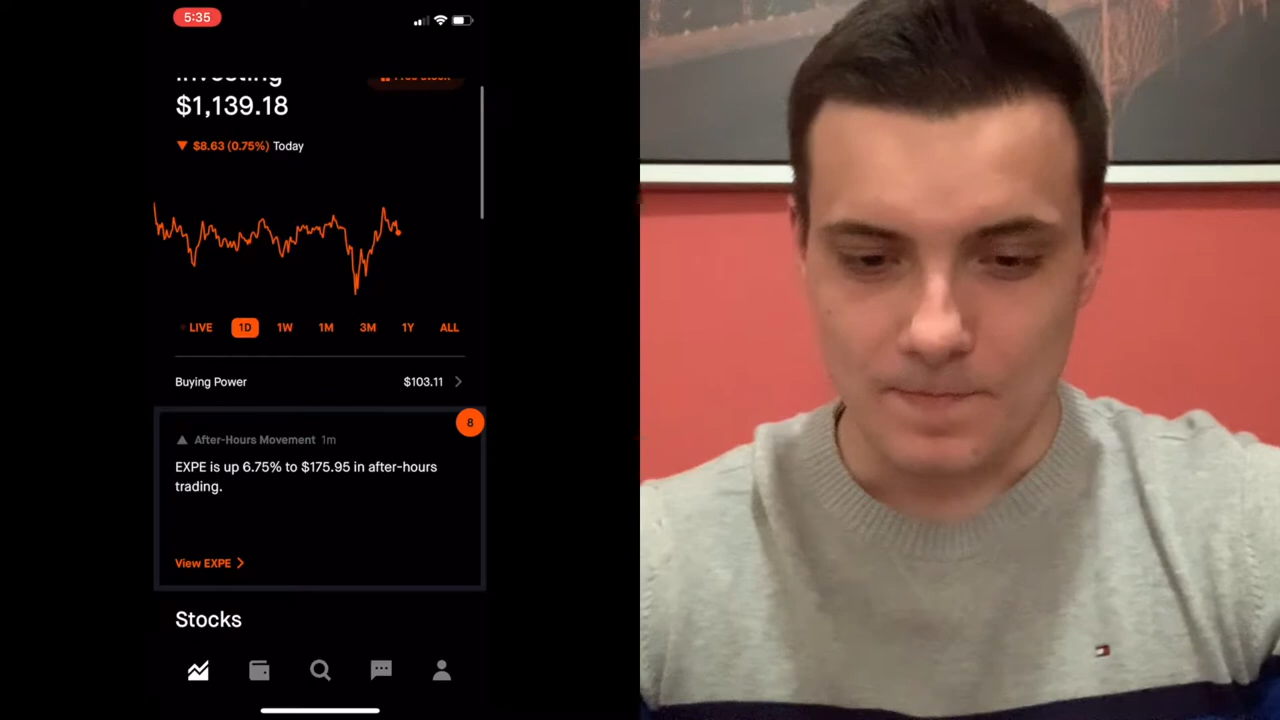 5:35
Investing
$1,139.18
$8.63 (0.75%) Today
LIVE 1D 1W 1M 3M 1Y ALL
Buying Power $103.11
8
After-Hours Movement 1m
EXPE is up 6.75% to $175.95 in after-hours
trading.
View EXPE
Stocks